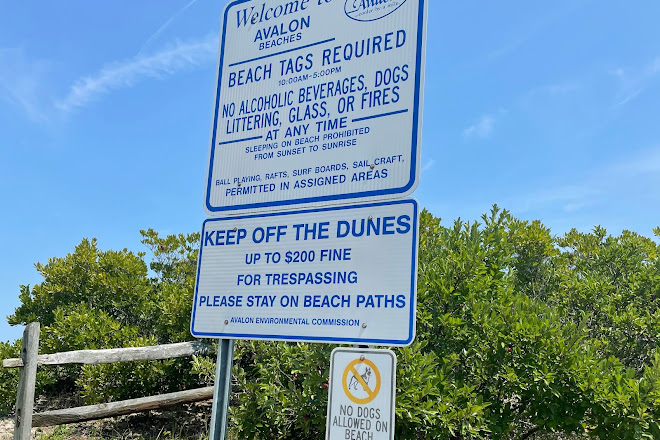 Welcome to
AVALON
BEACHES
BEACH TAGS REQUIRED
10:00AM-5:00PM
NO ALCOHOLIC BEVERAGES, DOGS
LITTERING, GLASS, OR FIRES
AT ANY TIME
SLEEPING ON BEACH PROHIBITED
FROM SUNSET TO SUNRISE
BALL PLAYING, RAFTS, SURF BOARDS, SAIL CRAFT,
PERMITTED IN ASSIGNED AREAS
KEEP OFF THE DUNES
UP TO $200 FINE
FOR TRESPASSING
PLEASE STAY ON BEACH PATHS
AVALON ENVIRONMENTAL COMMISSION
NO DOGS
ALLOWED ON
BEACH